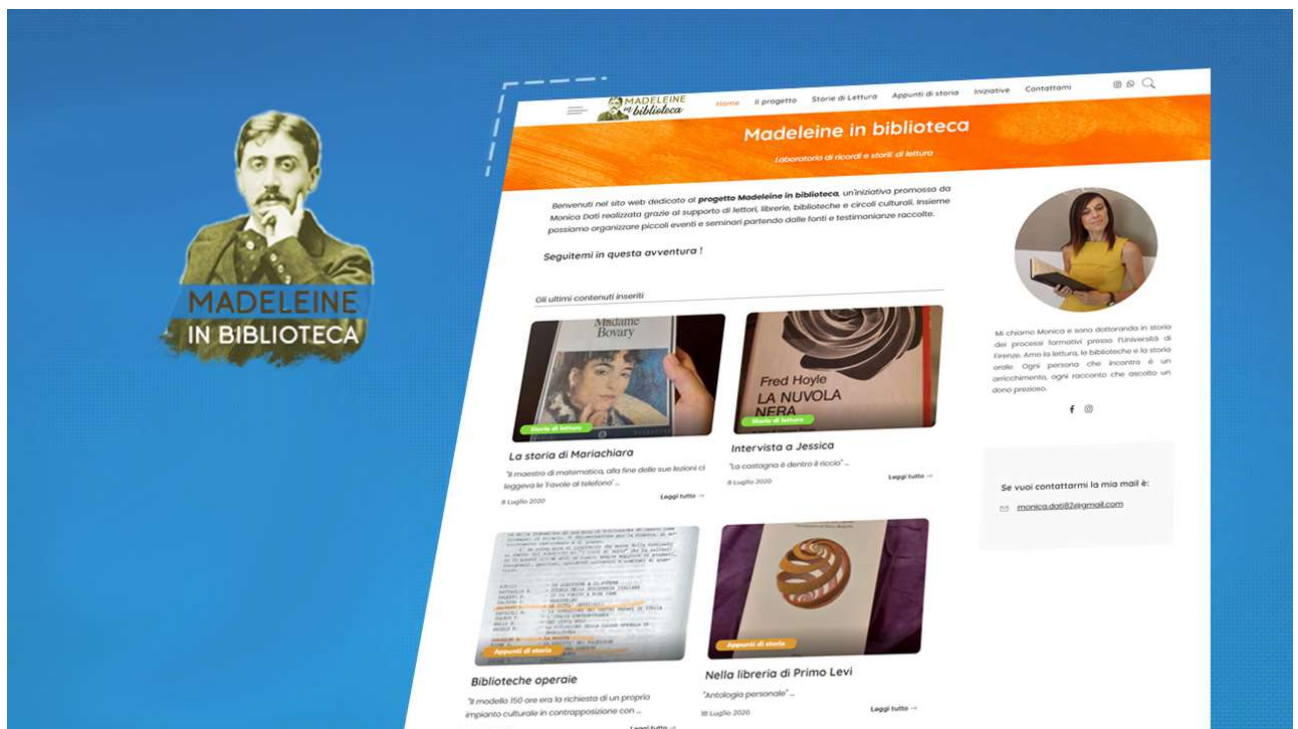 MADELEINE
IN BIBLIOTECA
MADELEINE
in biblioteca
Home Il progetto Storie di Lettura Appunti di storia Iniziative Contattami
Madeleine in biblioteca
Laboratorio di ricordi e storie di lettura
Benvenuti nel sito web dedicato al progetto Madeleine in biblioteca, un'iniziativa promossa da
Monica Dati realizzata grazie al supporto di lettori, librerie, biblioteche e circoli culturali. Insieme
possiamo organizzare piccoli eventi e seminari partendo dalle fonti e testimonianze raccolte.
Seguitemi in questa avventura !
Gli ultimi contenuti inseriti
Madame
Bovary
Storie di lettura
La storia di Mariachiara
"Il maestro di matematica, alla fine delle sue lezioni ci
leggeva le 'Favole al telefono' ...
8 Luglio 2020
Leggi tutto →
Fred Hoyle
LA NUVOLA
NERA
Storie di lettura
Intervista a Jessica
"La castagna è dentro il riccio" ...
8 Luglio 2020
Leggi tutto →
Appunti di storia
Biblioteche operaie
"Il modello 150 ore era la richiesta di un proprio
impianto culturale in contrapposizione con ...
Leggi tutto →
Appunti di storia
Nella libreria di Primo Levi
"Antologia personale" ...
18 Luglio 2020
Leggi tutto →
Mi chiamo Monica e sono dottoranda in storia
dei processi formativi presso l'Università di
Firenze. Amo la lettura, le biblioteche e la storia
orale. Ogni persona che incontro è un
arricchimento, ogni racconto che ascolto un
dono prezioso.
Se vuoi contattarmi la mia mail è:
monica.dati82@gmail.com